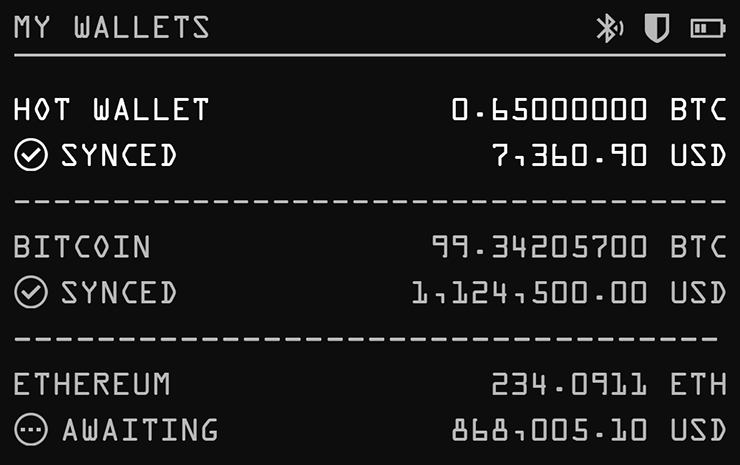 MY WALLETS
HOT WALLET 0.65000000 BTC
SYNCED 7,360.90 USD
BITCOIN 99.34205700 BTC
SYNCED 1,124,500.00 USD
ETHEREUM 234.0911 ETH
AWAITING 868,005.10 USD